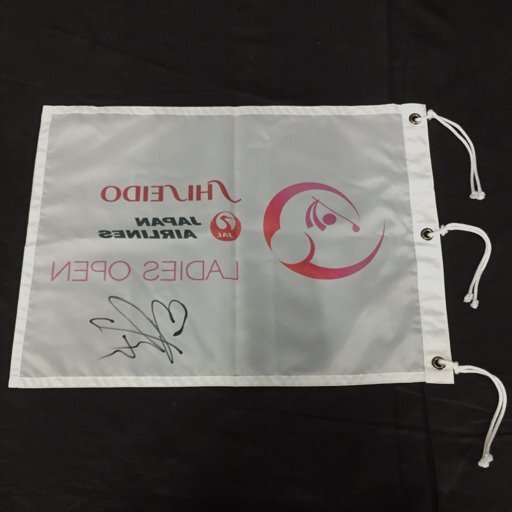 SHISEIDO
JAPAN
AIRLINES
JAL
LADIES OPEN